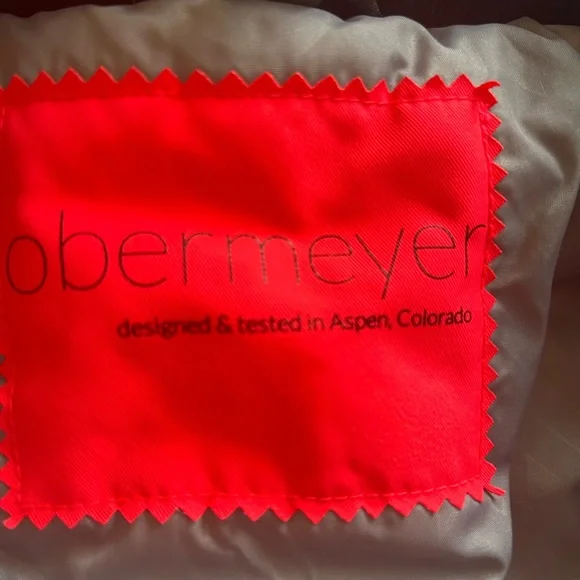 obermeyer
designed & tested in Aspen, Colorado